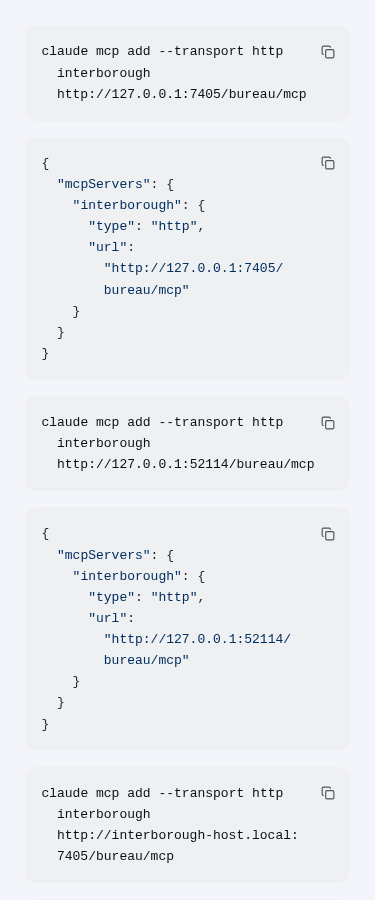 claude mcp add --transport http
interborough
http://127.0.0.1:7405/bureau/mcp
{
"mcpServers": {
"interborough": {
"type": "http",
"url":
"http://127.0.0.1:7405/
bureau/mcp"
}
}
}
claude mcp add --transport http
interborough
http://127.0.0.1:52114/bureau/mcp
{
"mcpServers": {
"interborough": {
"type": "http",
"url":
"http://127.0.0.1:52114/
bureau/mcp"
}
}
}
claude mcp add --transport http
interborough
http://interborough-host.local:
7405/bureau/mcp